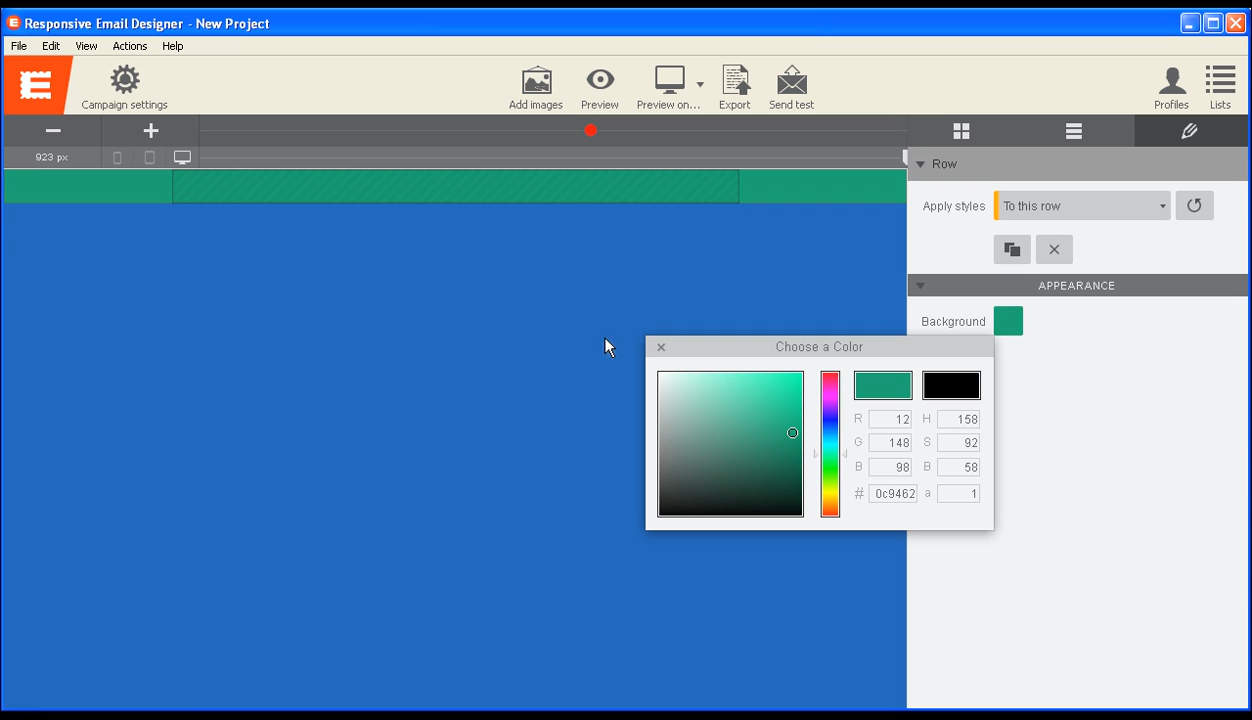 Responsive Email Designer - New Project
File Edit View Actions Help
Campaign settings
Add images Preview Preview on... Export Send test
Profiles Lists
923 px
Row
Apply styles To this row
APPEARANCE
Background
Choose a Color
R 12 H 158
G 148 S 92
B 98 B 58
# 0c9462 a 1